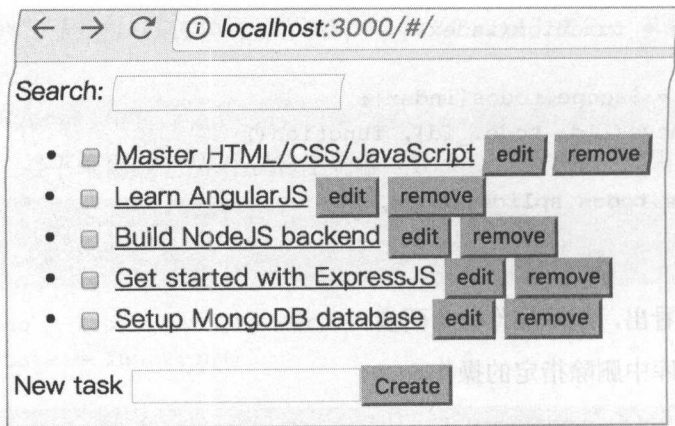 localhost:3000/#/
Search:
Master HTML/CSS/JavaScript edit remove
Learn AngularJS edit remove
Build NodeJS backend edit remove
Get started with ExpressJS edit remove
Setup MongoDB database edit remove
New task Create